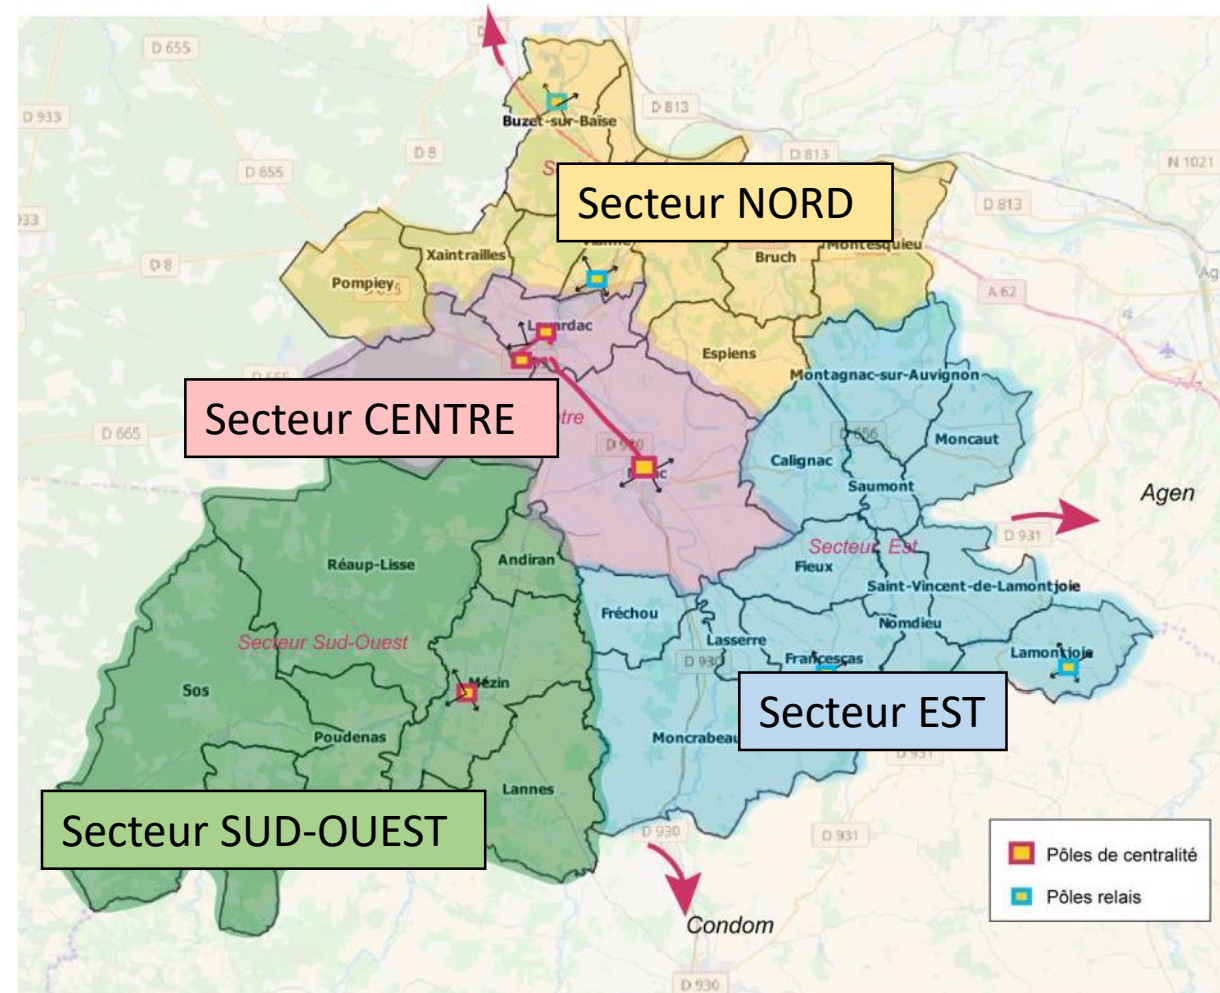 D 655
D 933
D 813
Buzet-sur-Baïse
D 8
D 813
N 1021
D 655
Secteur NORD
D 813
933
Montesquieu
Xaintrailles
Bruch
D 8
Pompiey
A 62
Espiens
Montagnac-sur-Auvignon
Secteur CENTRE
D 665
D 656
Moncaut
Calignac
Saumont
Agen
D 931
Secteur Est
Andiran
Réaup-Lisse
Fieux
Saint-Vincent-de-Lamontjoie
Fréchou
Nomdieu
Secteur Sud-Ouest
Lasserre
Lamontjoie
D 930
Francescas
Mézin
Sos
Secteur EST
Poudenas
Moncrabeau
D 931
Lannes
Secteur SUD-OUEST
D 930
D 931
Pôles de centralité
Pôles relais
Condom
D 930